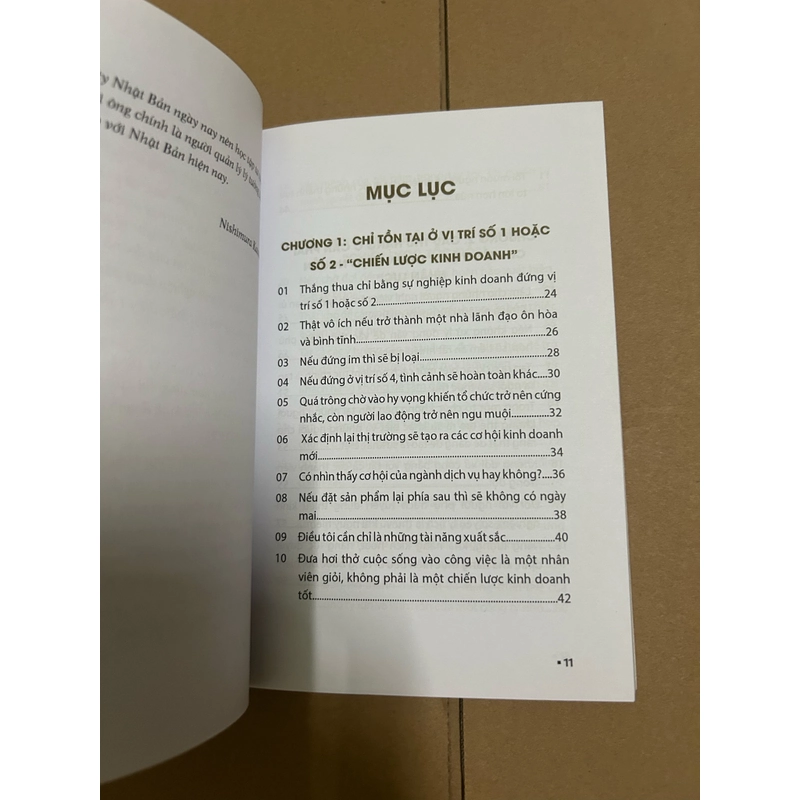 Nhật Bản ngày nay nên học tập
ông chính là người quản lý lý
với Nhật Bản hiện nay.
Nishimura
MỤC LỤC
CHƯƠNG 1: CHỈ TỒN TẠI Ở VỊ TRÍ SỐ 1 HOẶC
SỐ 2 - “CHIẾN LƯỢC KINH DOANH”
01 Thắng thua chỉ bằng sự nghiệp kinh doanh đứng vị
trí số 1 hoặc số 2.....24
02 Thật vô ích nếu trở thành một nhà lãnh đạo ôn hòa
và bình tĩnh.....26
03 Nếu đứng im thì sẽ bị loại.....28
04 Nếu đứng ở vị trí số 4, tình cảnh sẽ hoàn toàn khác....30
05 Quá trông chờ vào hy vọng khiến tổ chức trở nên cứng
nhắc, còn người lao động trở nên ngu muội.....32
06 Xác định lại thị trường sẽ tạo ra các cơ hội kinh doanh
mới.....34
07 Có nhìn thấy cơ hội của ngành dịch vụ hay không?....36
08 Nếu đặt sản phẩm lại phía sau thì sẽ không có ngày
mai.....38
09 Điều tôi cần chỉ là những tài năng xuất sắc.....40
10 Đưa hơi thở cuộc sống vào công việc là một nhân
viên giỏi, không phải là một chiến lược kinh doanh
tốt.....42
• 11